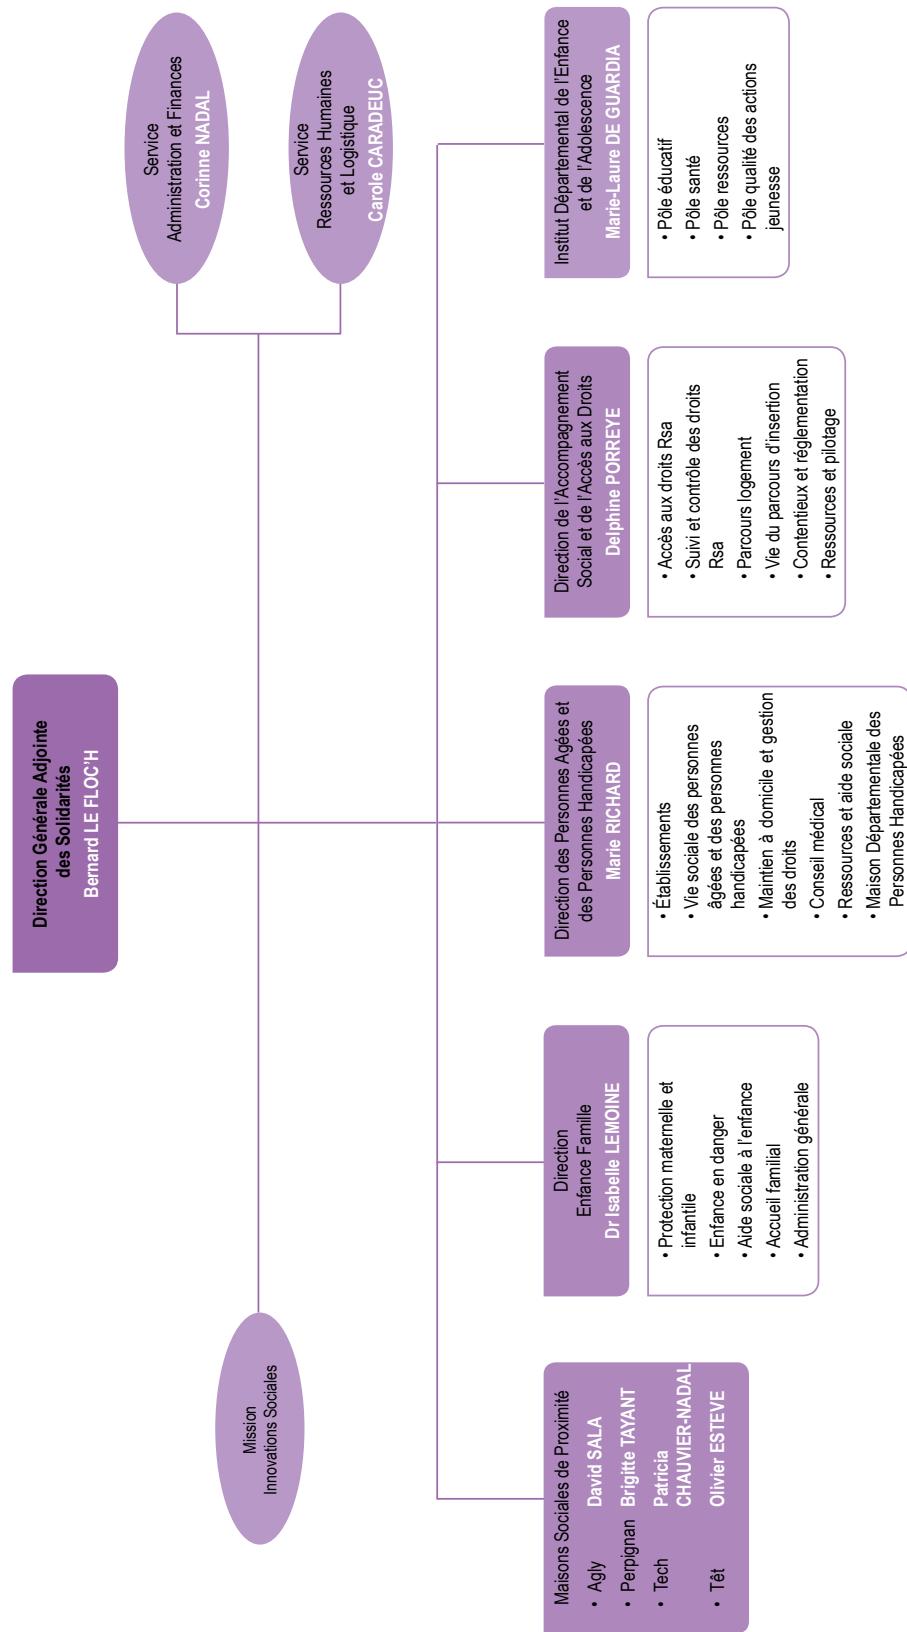 Direction Générale Adjointe
des Solidarités
Bernard LE FLOC'H
Mission
Innovations Sociales
Service
Administration et Finances
Corinne NADAL
Service
Ressources Humaines
et Logistique
Carole CARADEUC
Maisons Sociales de Proximité
• Agly David SALA
• Perpignan Brigitte TAYANT
• Tech Patricia
CHAUVIER-NADAL
• Têt Olivier ESTEVE
Direction
Enfance Famille
Dr Isabelle LEMOINE
• Protection maternelle et
infantile
• Enfance en danger
• Aide sociale à l'enfance
• Accueil familial
• Administration générale
Direction des Personnes Agées et
des Personnes Handicapées
Marie RICHARD
• Établissements
• Vie sociale des personnes
âgées et des personnes
handicapées
• Maintien à domicile et gestion
des droits
• Conseil médical
• Ressources et aide sociale
• Maison Départementale des
Personnes Handicapées
Direction de l'Accompagnement
Social et de l'Accès aux Droits
Delphine PORREYE
• Accès aux droits Rsa
• Suivi et contrôle des droits
Rsa
• Parcours logement
• Vie du parcours d'insertion
• Contentieux et réglementation
• Ressources et pilotage
Institut Départemental de l'Enfance
et de l'Adolescence
Marie-Laure DE GUARDIA
• Pôle éducatif
• Pôle santé
• Pôle ressources
• Pôle qualité des actions
jeunesse